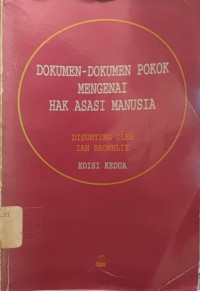 DOKUMEN-DOKUMEN POKOK
MENGENAI
HAK ASASI MANUSIA
DISUNTING OLEH
IAN BROWNLIE
EDISI KEDUA